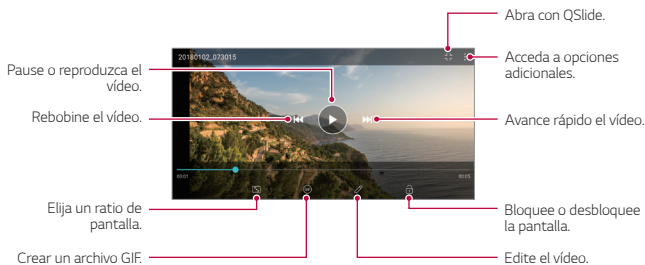 Abra con QSlide.
20180102_073015
Acceda a opciones
adicionales.
Pause o reproduzca el
vídeo.
Rebobine el vídeo.
Avance rápido el vídeo.
00:01
00:05
GIF
Elija un ratio de
pantalla.
Bloquee o desbloquee
la pantalla.
Crear un archivo GIF.
Edite el vídeo.